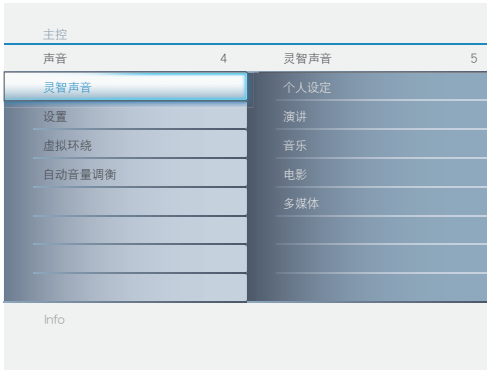 主控
声音 4 灵智声音 5
灵智声音 个人设定
设置 演讲
虚拟环绕 音乐
自动音量调衡 电影
多媒体
Info